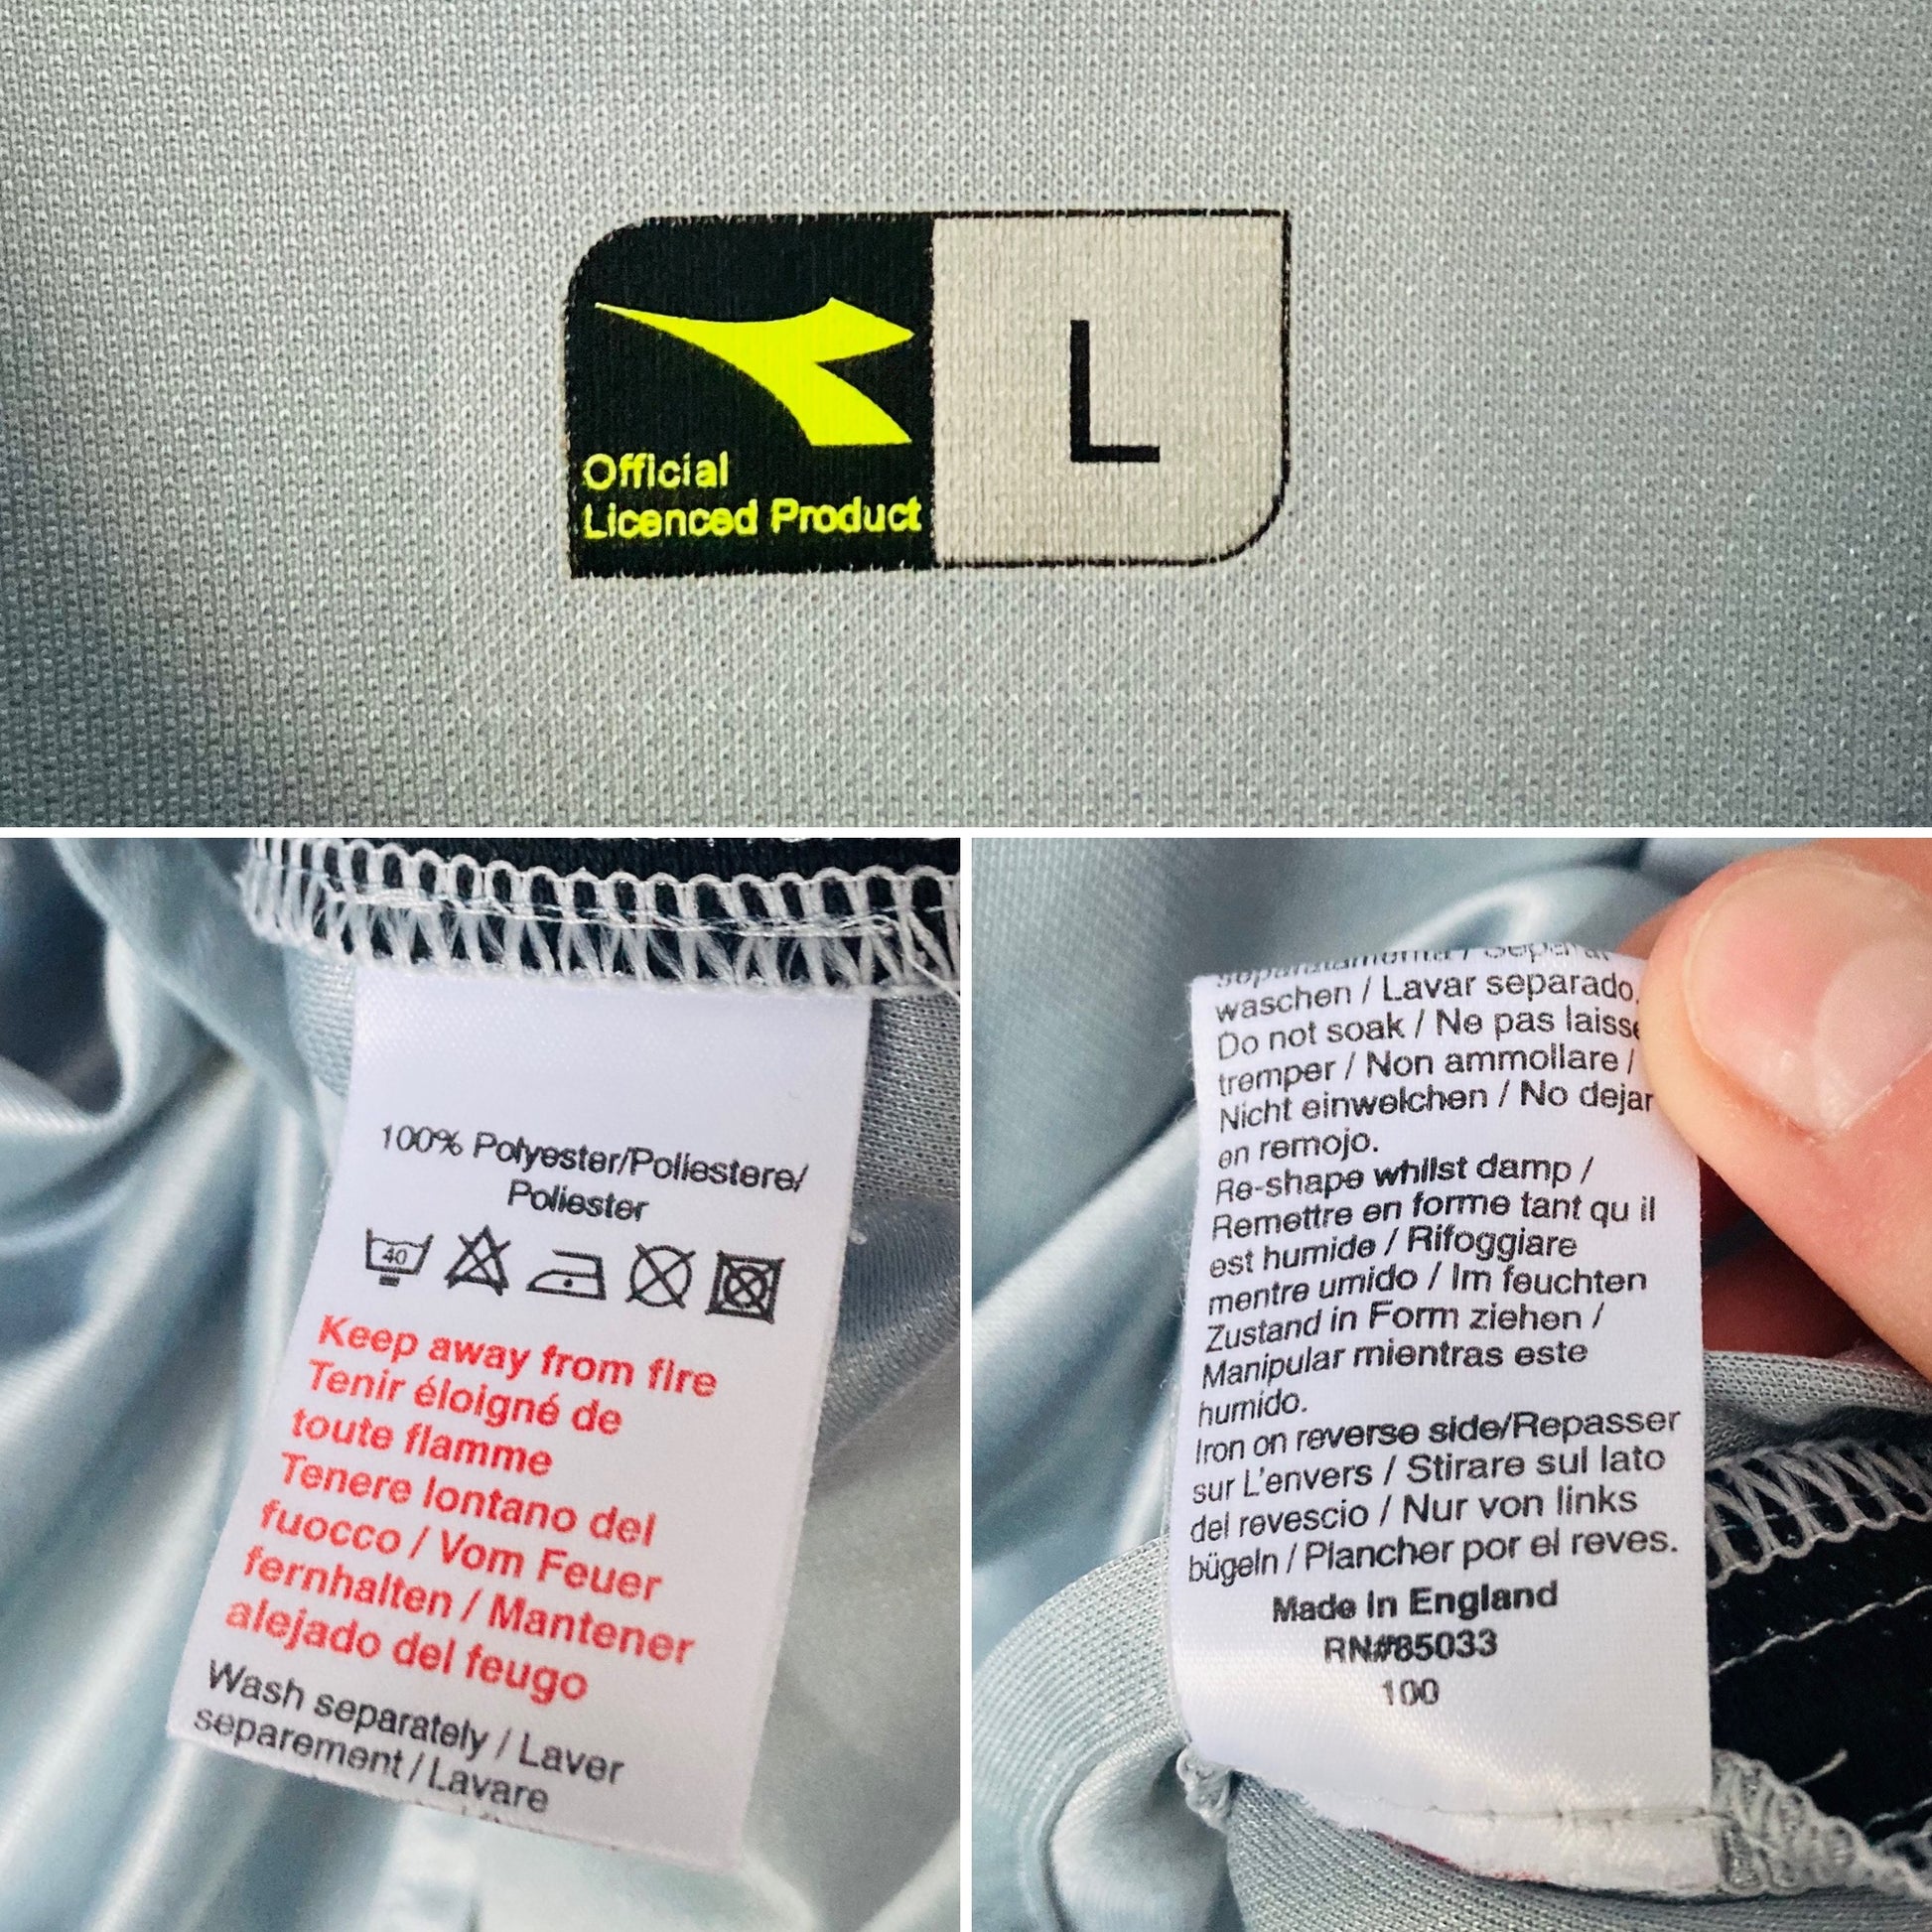 Official
Licenced Product
L
100% Polyester/Poliestere/
Poliester
40
Keep away from fire
Tenir éloigné de
toute flamme
Tenere lontano del
fuocco / Vom Feuer
fernhalten / Mantener
alejado del feugo
Wash separately / Laver
separement / Lavare
waschen / Lavar separado.
Do not soak / Ne pas laisse
tremper / Non ammollare /
Nicht einweichen / No dejar
en remojo.
Re-shape whilst damp /
Remettre en forme tant qu il
est humide / Rifoggiare
mentre umido / Im feuchten
Zustand in Form ziehen /
Manipular mientras este
humido.
Iron on reverse side/Repasser
sur L'envers / Stirare sul lato
del revescio / Nur von links
bügeln / Plancher por el reves.
Made in England
RN#85033
100